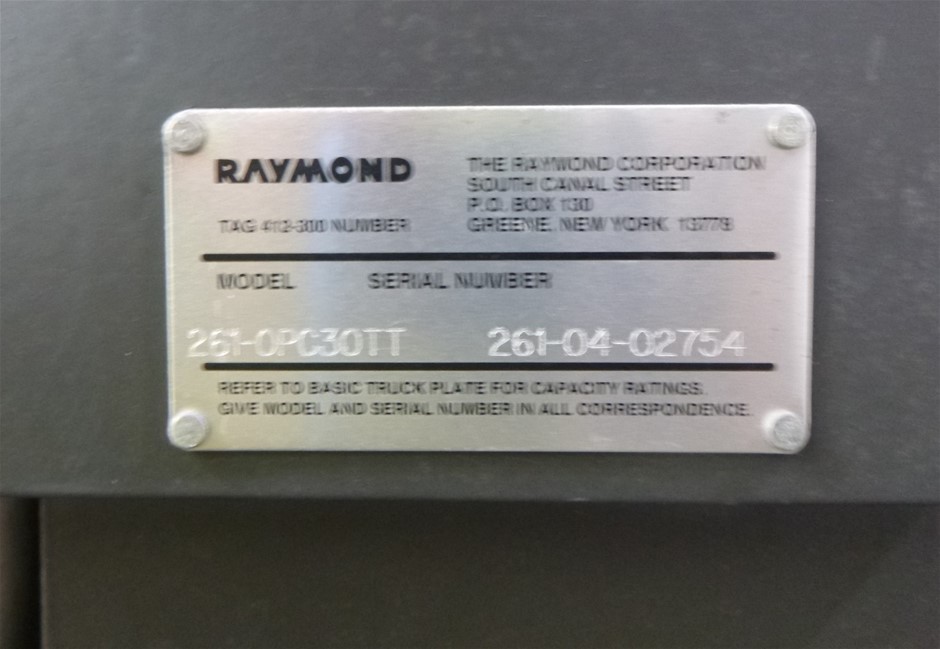 RAYMOND
THE RAYMOND CORPORATION
SOUTH CANAL STREET
P.O. BOX 130
GREENE, NEW YORK 13778
TAG 412-300 NUMBER
MODEL SERIAL NUMBER
261-OPC30TT 261-04-02754
REFER TO BASIC TRUCK PLATE FOR CAPACITY RATINGS.
GIVE MODEL AND SERIAL NUMBER IN ALL CORRESPONDENCE.